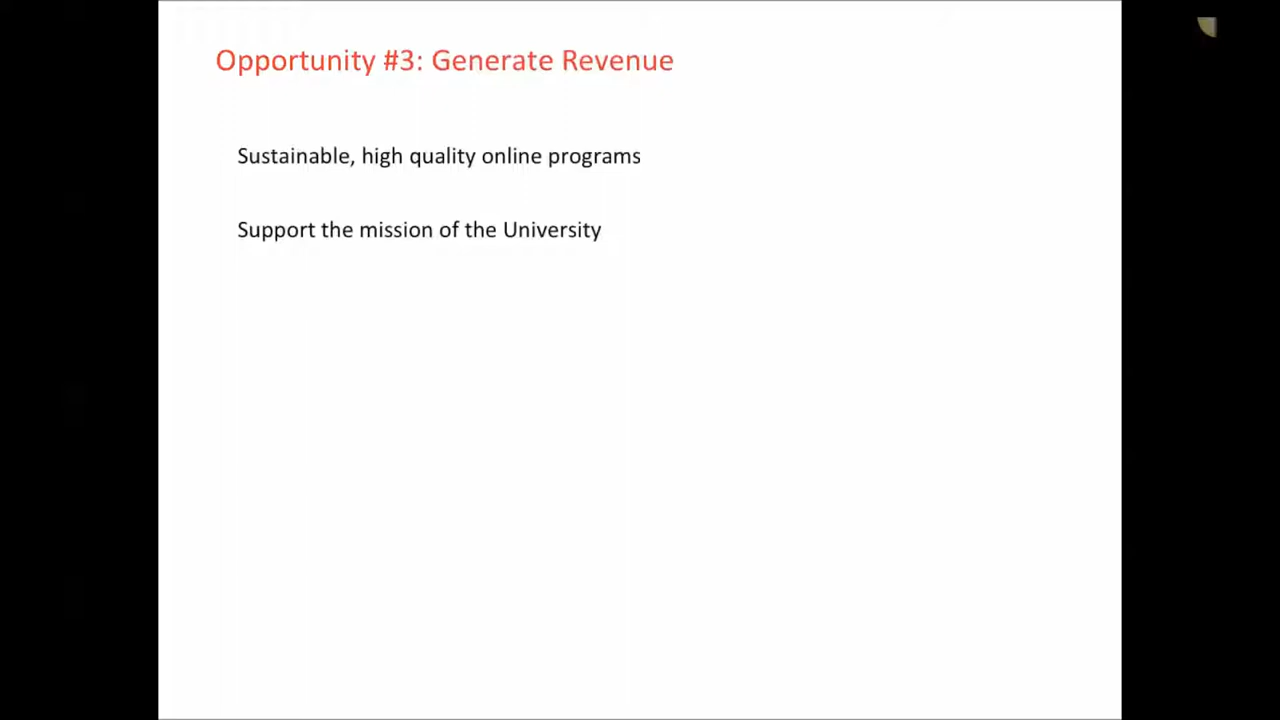 Opportunity #3: Generate Revenue
Sustainable, high quality online programs
Support the mission of the University